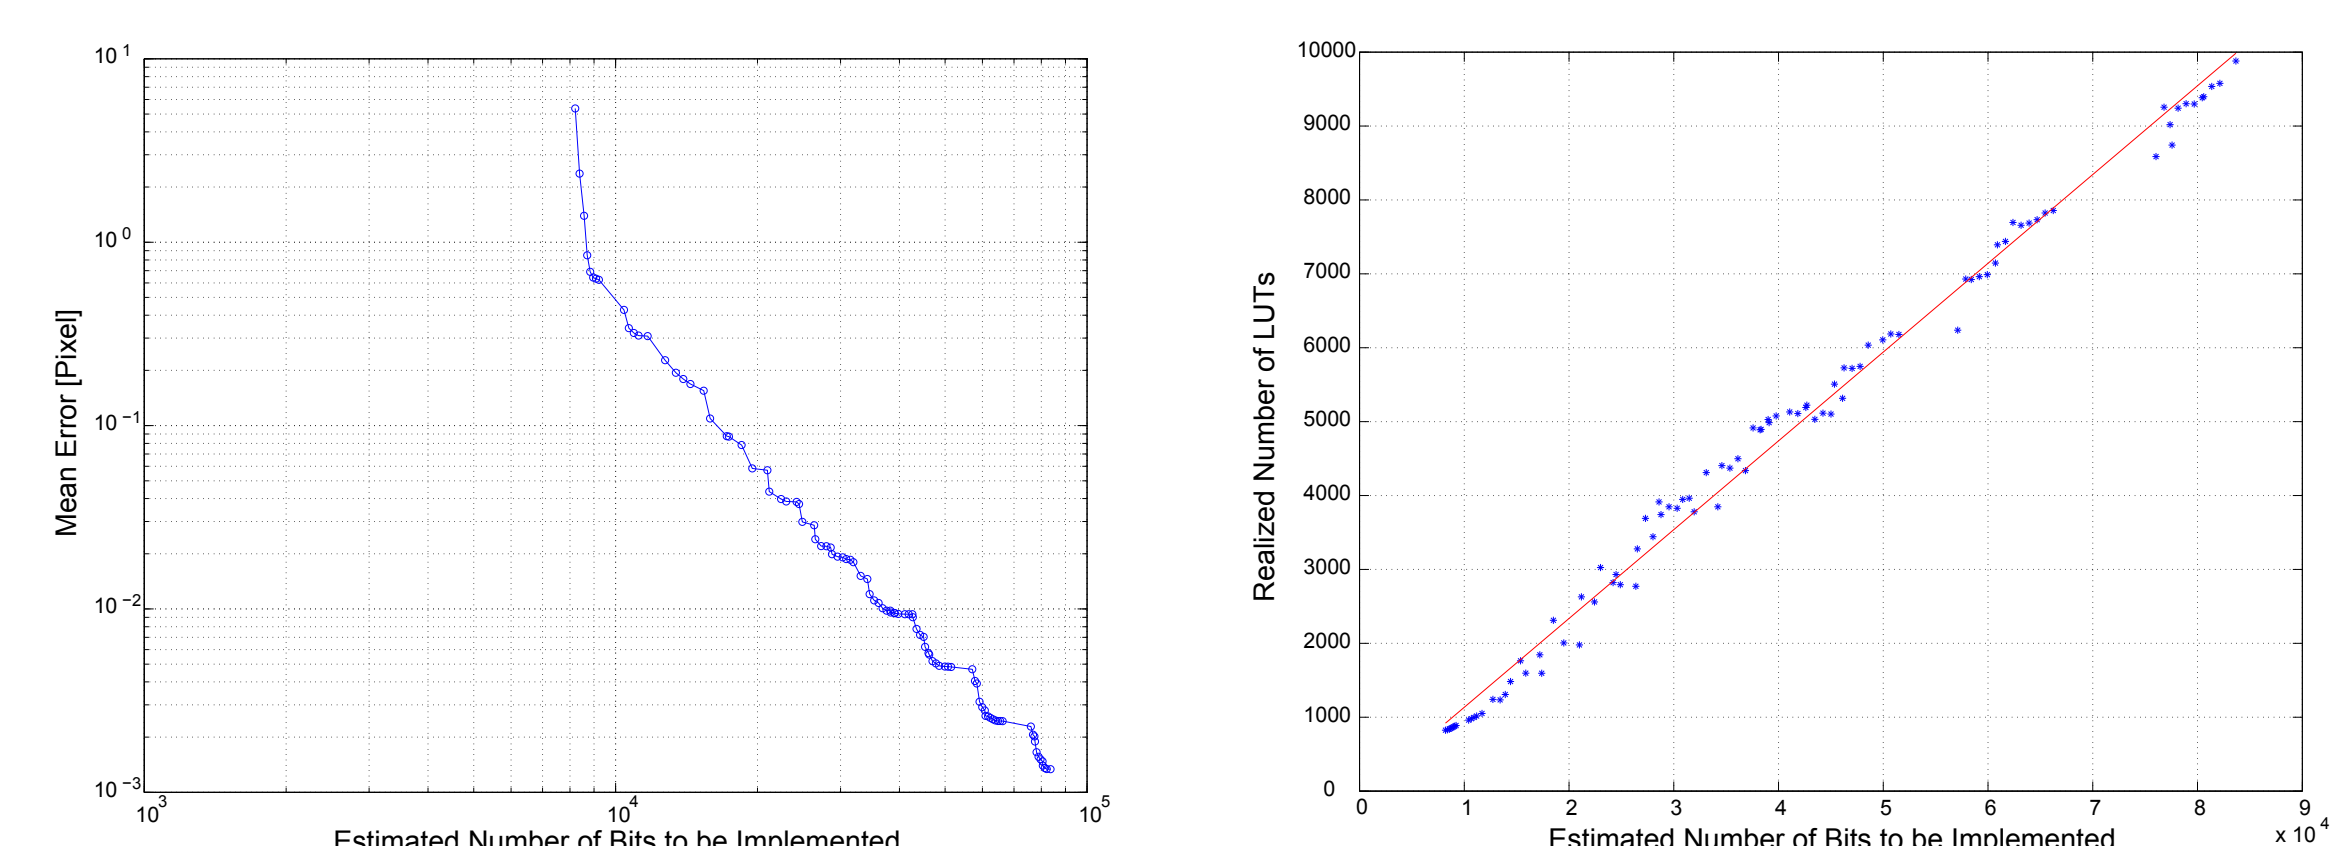 10^1
10^0
10^-1
10^-2
10^-3
Mean Error [Pixel]
10^3 10^4 10^5
Estimated Number of Bits to be Implemented
10000
9000
8000
7000
6000
5000
4000
3000
2000
1000
0
Realized Number of LUTs
0 1 2 3 4 5 6 7 8 9
x 10^4
Estimated Number of Bits to be Implemented